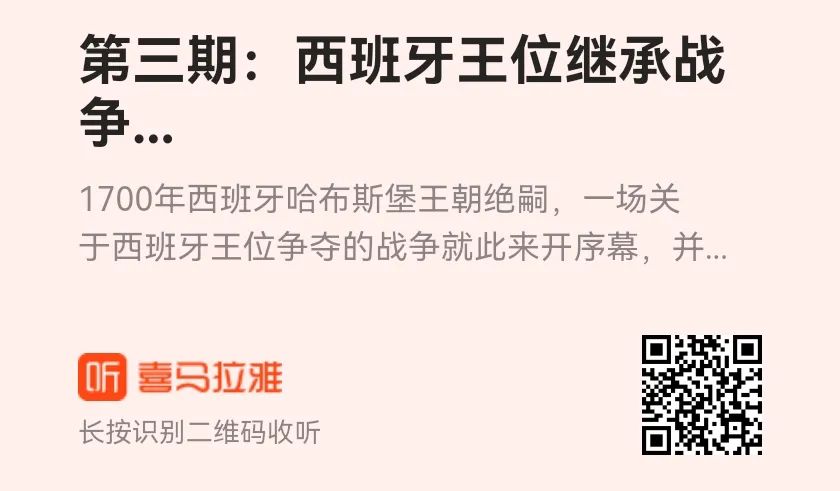 第三期：西班牙王位继承战
争...
1700年西班牙哈布斯堡王朝绝嗣，一场关
于西班牙王位争夺的战争就此来开序幕，并...
听 喜马拉雅
长按识别二维码收听